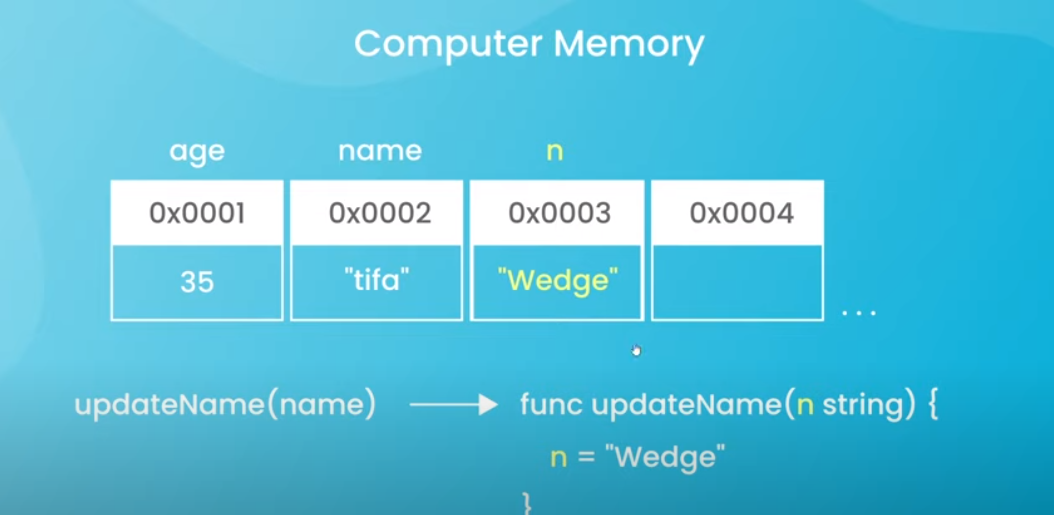 Computer Memory
age name n
0x0001 0x0002 0x0003 0x0004
35 "tifa" "Wedge"
...
updateName(name) func updateName(n string) {
n = "Wedge"
}